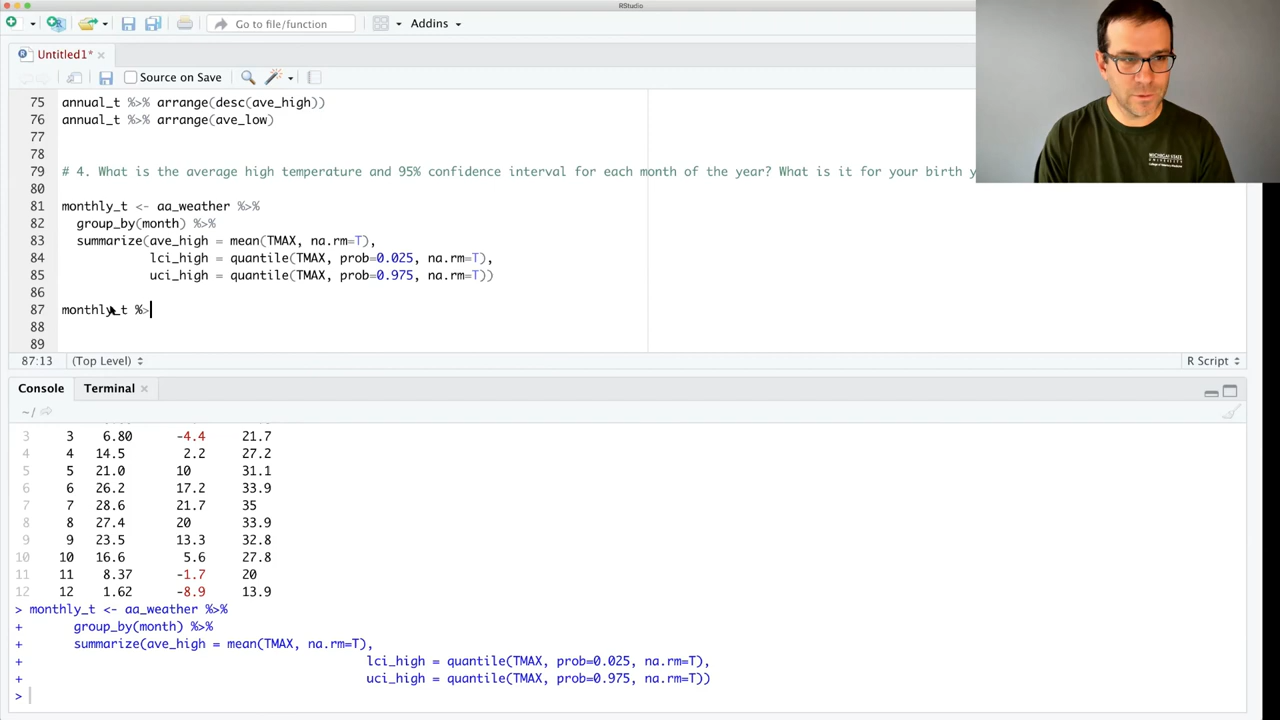 RStudio
Go to file/function
Addins
Untitled1*
Source on Save
75 annual_t %>% arrange(desc(ave_high))
76 annual_t %>% arrange(ave_low)
77
78
79 # 4. What is the average high temperature and 95% confidence interval for each month of the year? What is it for your birth y
80
81 monthly_t <- aa_weather %>%
82 group_by(month) %>%
83 summarize(ave_high = mean(TMAX, na.rm=T),
84 lci_high = quantile(TMAX, prob=0.025, na.rm=T),
85 uci_high = quantile(TMAX, prob=0.975, na.rm=T))
86
87 monthly_t %>
88
89
87:13 (Top Level) R Script
Console Terminal
~/
3 3 6.80 -4.4 21.7
4 4 14.5 2.2 27.2
5 5 21.0 10 31.1
6 6 26.2 17.2 33.9
7 7 28.6 21.7 35
8 8 27.4 20 33.9
9 9 23.5 13.3 32.8
10 10 16.6 5.6 27.8
11 11 8.37 -1.7 20
12 12 1.62 -8.9 13.9
> monthly_t <- aa_weather %>%
+ group_by(month) %>%
+ summarize(ave_high = mean(TMAX, na.rm=T),
+ lci_high = quantile(TMAX, prob=0.025, na.rm=T),
+ uci_high = quantile(TMAX, prob=0.975, na.rm=T))
>
MICHIGAN STATE
UNIVERSITY